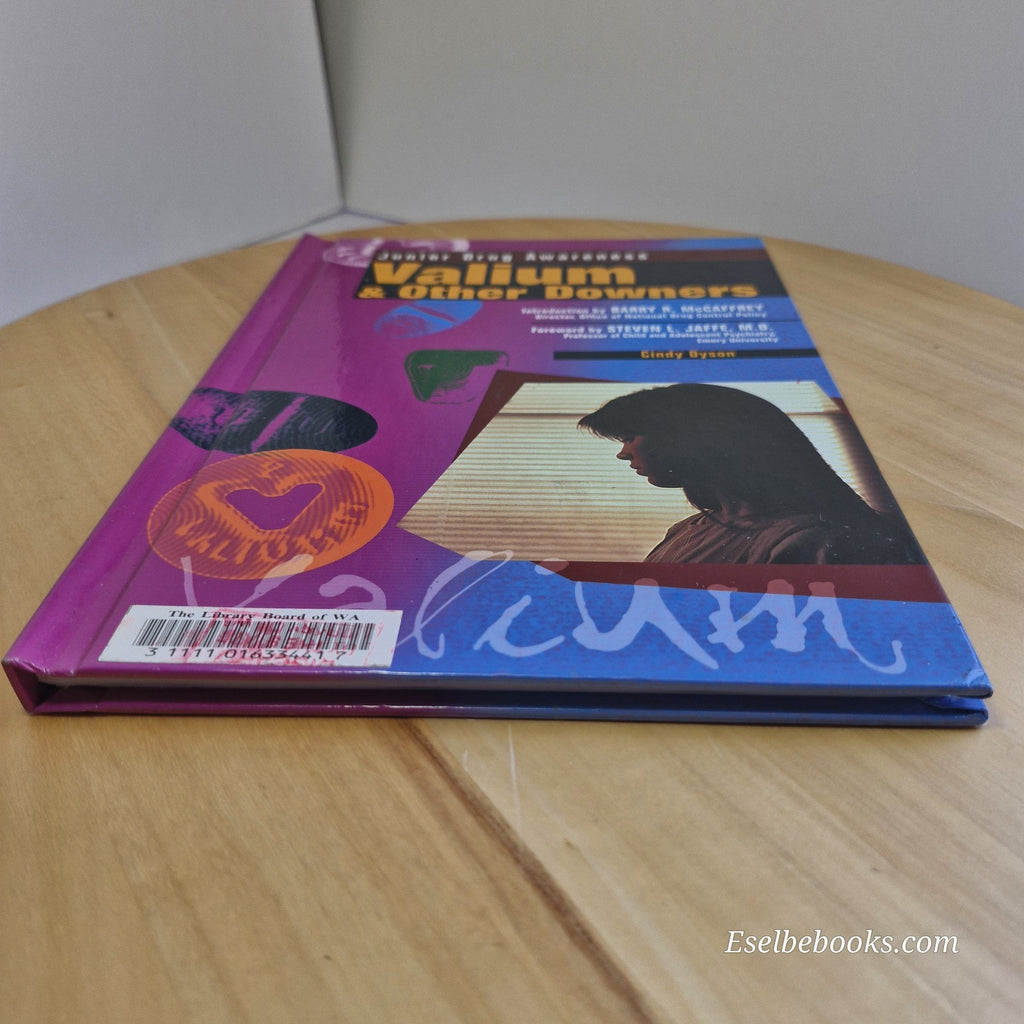 Junior Drug Awareness
Valium
& Other Downers
Introduction by BARRY R. McCAFFREY
Director, Office of National Drug Control Policy
Foreword by STEVEN L. JAFFE, M.D.
Professor of Child and Adolescent Psychiatry,
Emory University
Cindy Dyson
VALIUM
Valium
The Library Board of WA
3 1111 01633441 7
Eselbebooks.com